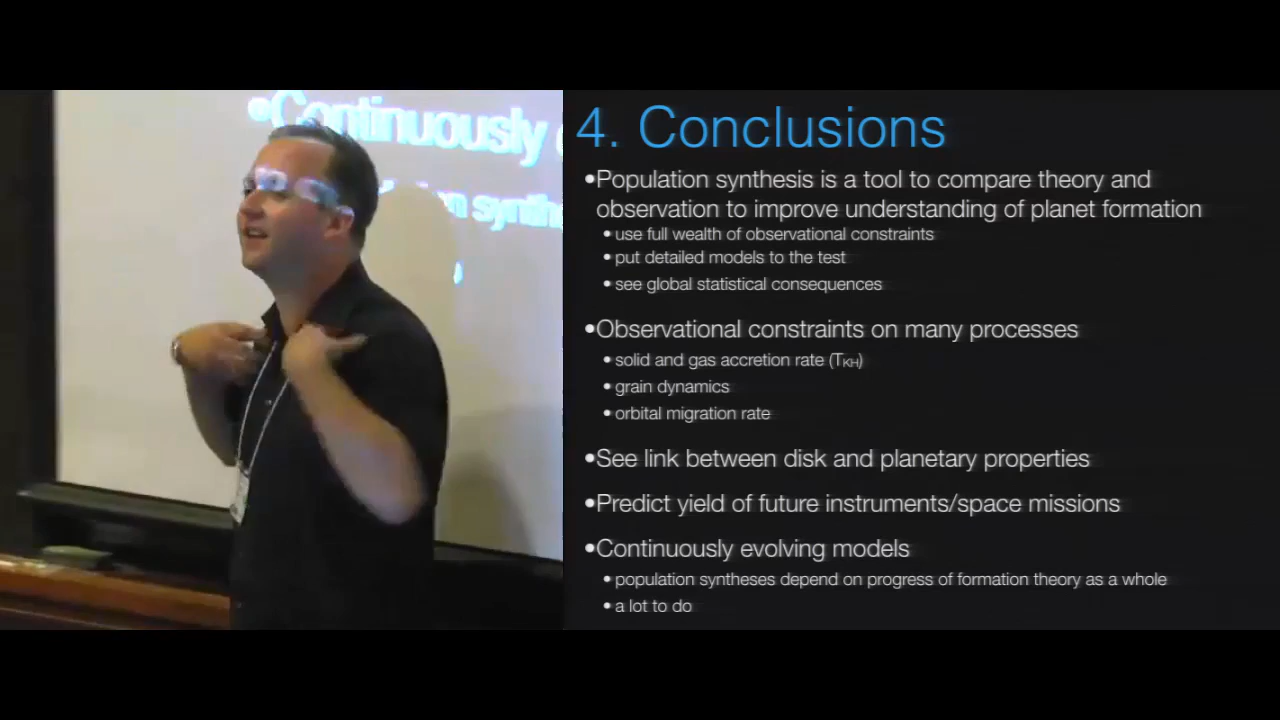 •Continuously
synth
4. Conclusions
•Population synthesis is a tool to compare theory and
observation to improve understanding of planet formation
•use full wealth of observational constraints
•put detailed models to the test
•see global statistical consequences
•Observational constraints on many processes
•solid and gas accretion rate (TKH)
•grain dynamics
•orbital migration rate
•See link between disk and planetary properties
•Predict yield of future instruments/space missions
•Continuously evolving models
•population syntheses depend on progress of formation theory as a whole
•a lot to do